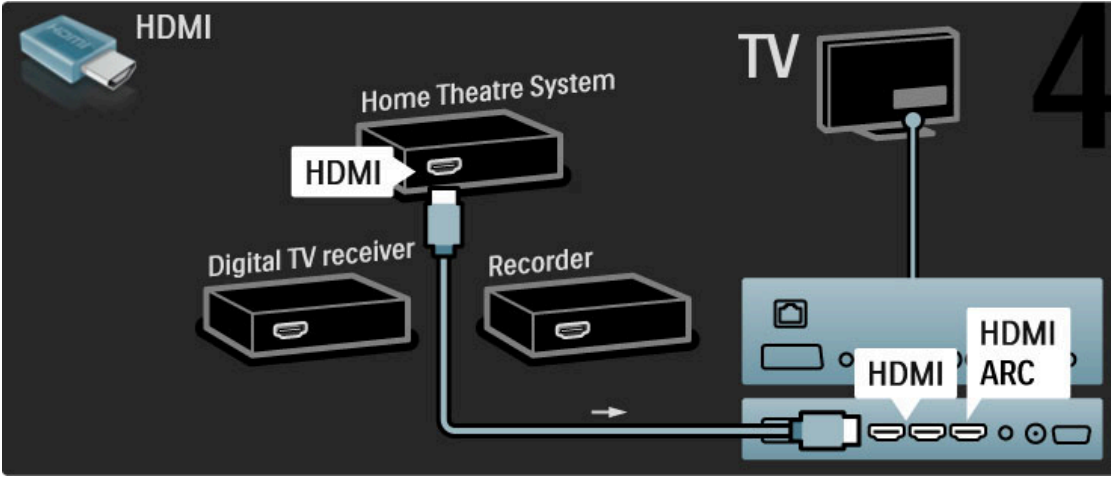 HDMI
TV
4
Home Theatre System
HDMI
Digital TV receiver
Recorder
HDMI
HDMI
ARC